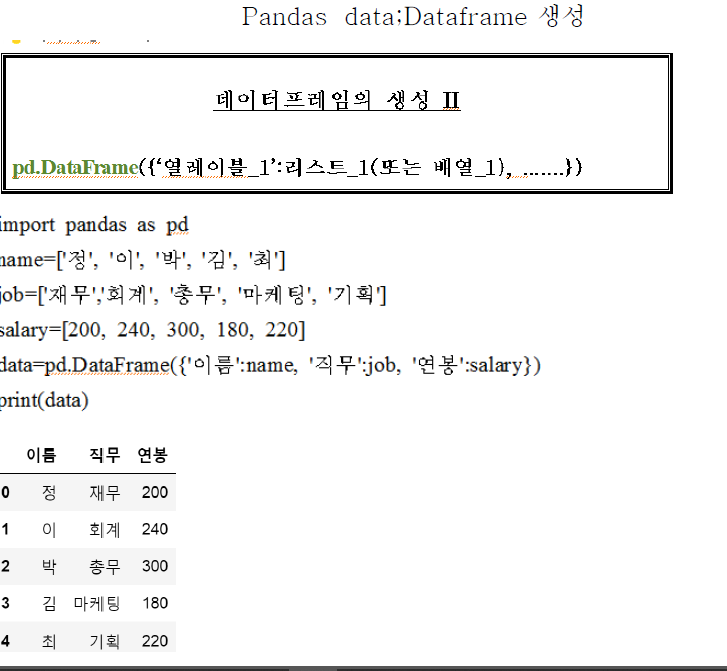 Pandas data;Dataframe 생성
데이터프레임의 생성 II
pd.DataFrame({‘열레이블_1’:리스트_1(또는 배열_1), .......})
import pandas as pd
name=['정', '이', '박', '김', '최']
job=['재무','회계', '총무', '마케팅', '기획']
salary=[200, 240, 300, 180, 220]
data=pd.DataFrame({'이름':name, '직무':job, '연봉':salary})
print(data)
이름 직무 연봉
0 정 재무 200
1 이 회계 240
2 박 총무 300
3 김 마케팅 180
4 최 기획 220